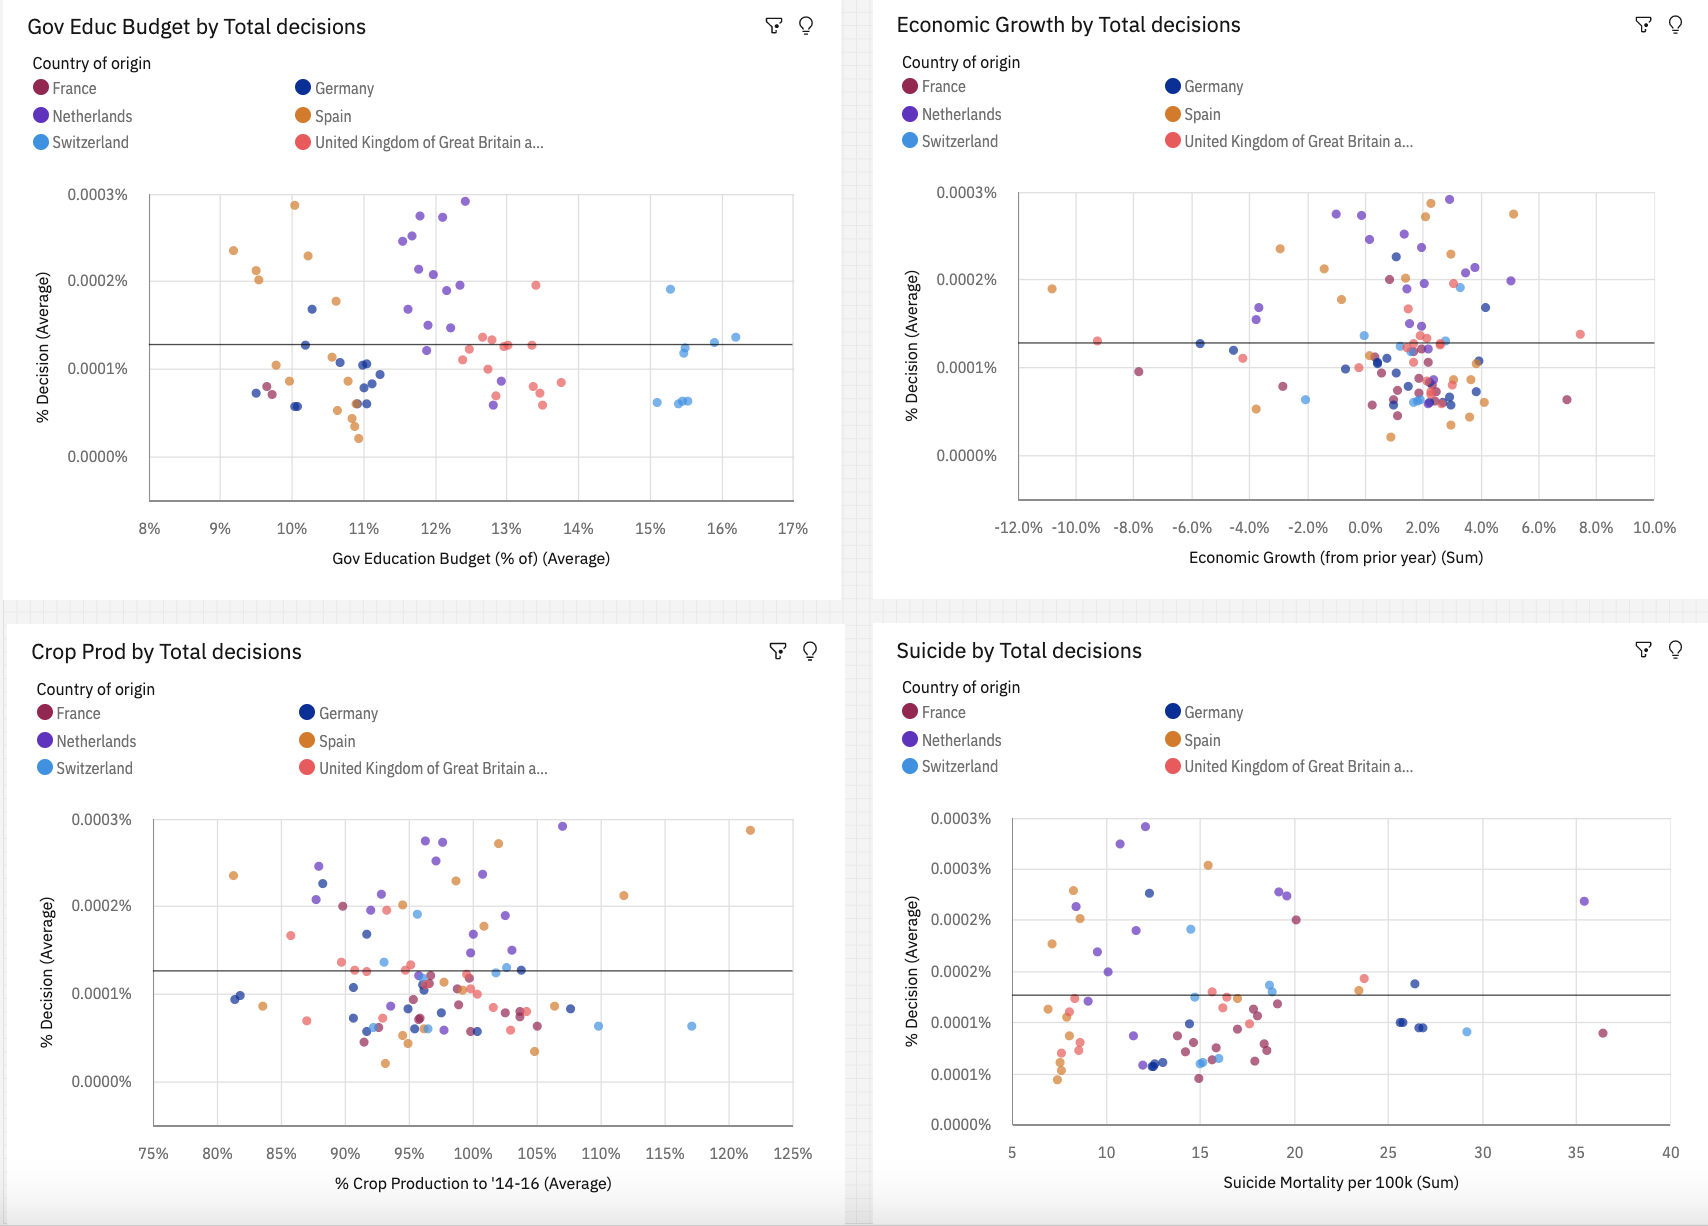 Gov Educ Budget by Total decisions
Country of origin
France
Germany
Netherlands
Spain
Switzerland
United Kingdom of Great Britain a...
0.0003%
0.0002%
0.0001%
0.0000%
% Decision (Average)
8% 9% 10% 11% 12% 13% 14% 15% 16% 17%
Gov Education Budget (% of) (Average)
Economic Growth by Total decisions
Country of origin
France
Germany
Netherlands
Spain
Switzerland
United Kingdom of Great Britain a...
0.0003%
0.0002%
0.0001%
0.0000%
% Decision (Average)
-12.0% -10.0% -8.0% -6.0% -4.0% -2.0% 0.0% 2.0% 4.0% 6.0% 8.0% 10.0%
Economic Growth (from prior year) (Sum)
Crop Prod by Total decisions
Country of origin
France
Germany
Netherlands
Spain
Switzerland
United Kingdom of Great Britain a...
0.0003%
0.0002%
0.0001%
0.0000%
% Decision (Average)
75% 80% 85% 90% 95% 100% 105% 110% 115% 120% 125%
% Crop Production to '14-16 (Average)
Suicide by Total decisions
Country of origin
France
Germany
Netherlands
Spain
Switzerland
United Kingdom of Great Britain a...
0.0003%
0.0003%
0.0002%
0.0002%
0.0001%
0.0001%
0.0000%
% Decision (Average)
5 10 15 20 25 30 35 40
Suicide Mortality per 100k (Sum)